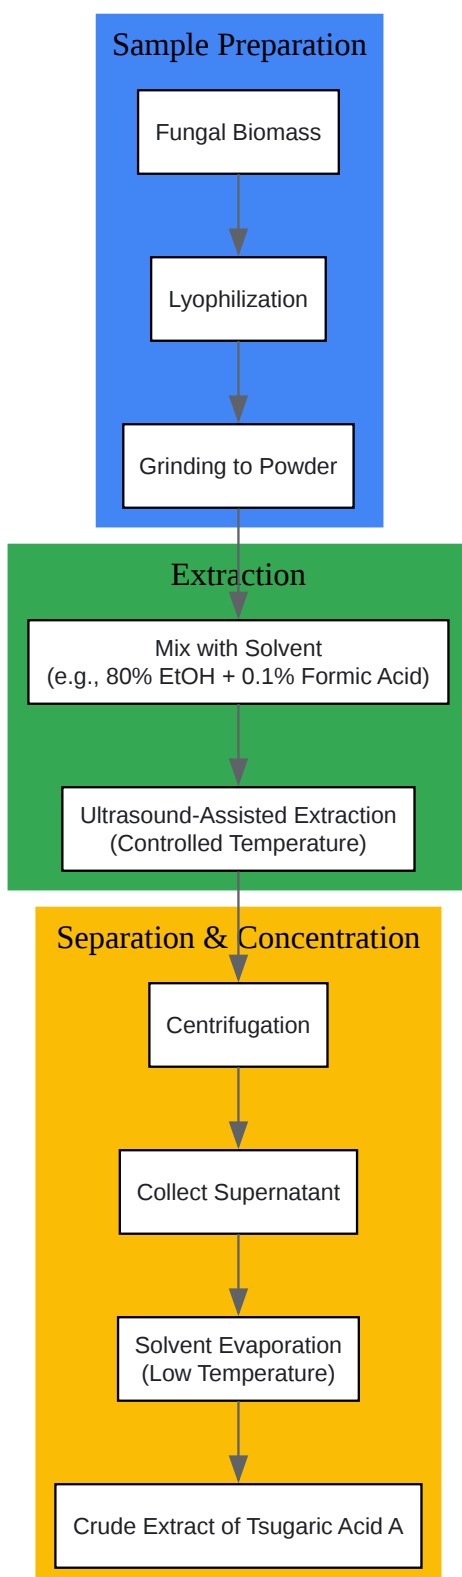 Sample Preparation
Fungal Biomass
Lyophilization
Grinding to Powder
Extraction
Mix with Solvent
(e.g., 80% EtOH + 0.1% Formic Acid)
Ultrasound-Assisted Extraction
(Controlled Temperature)
Separation & Concentration
Centrifugation
Collect Supernatant
Solvent Evaporation
(Low Temperature)
Crude Extract of Tsugaric Acid A